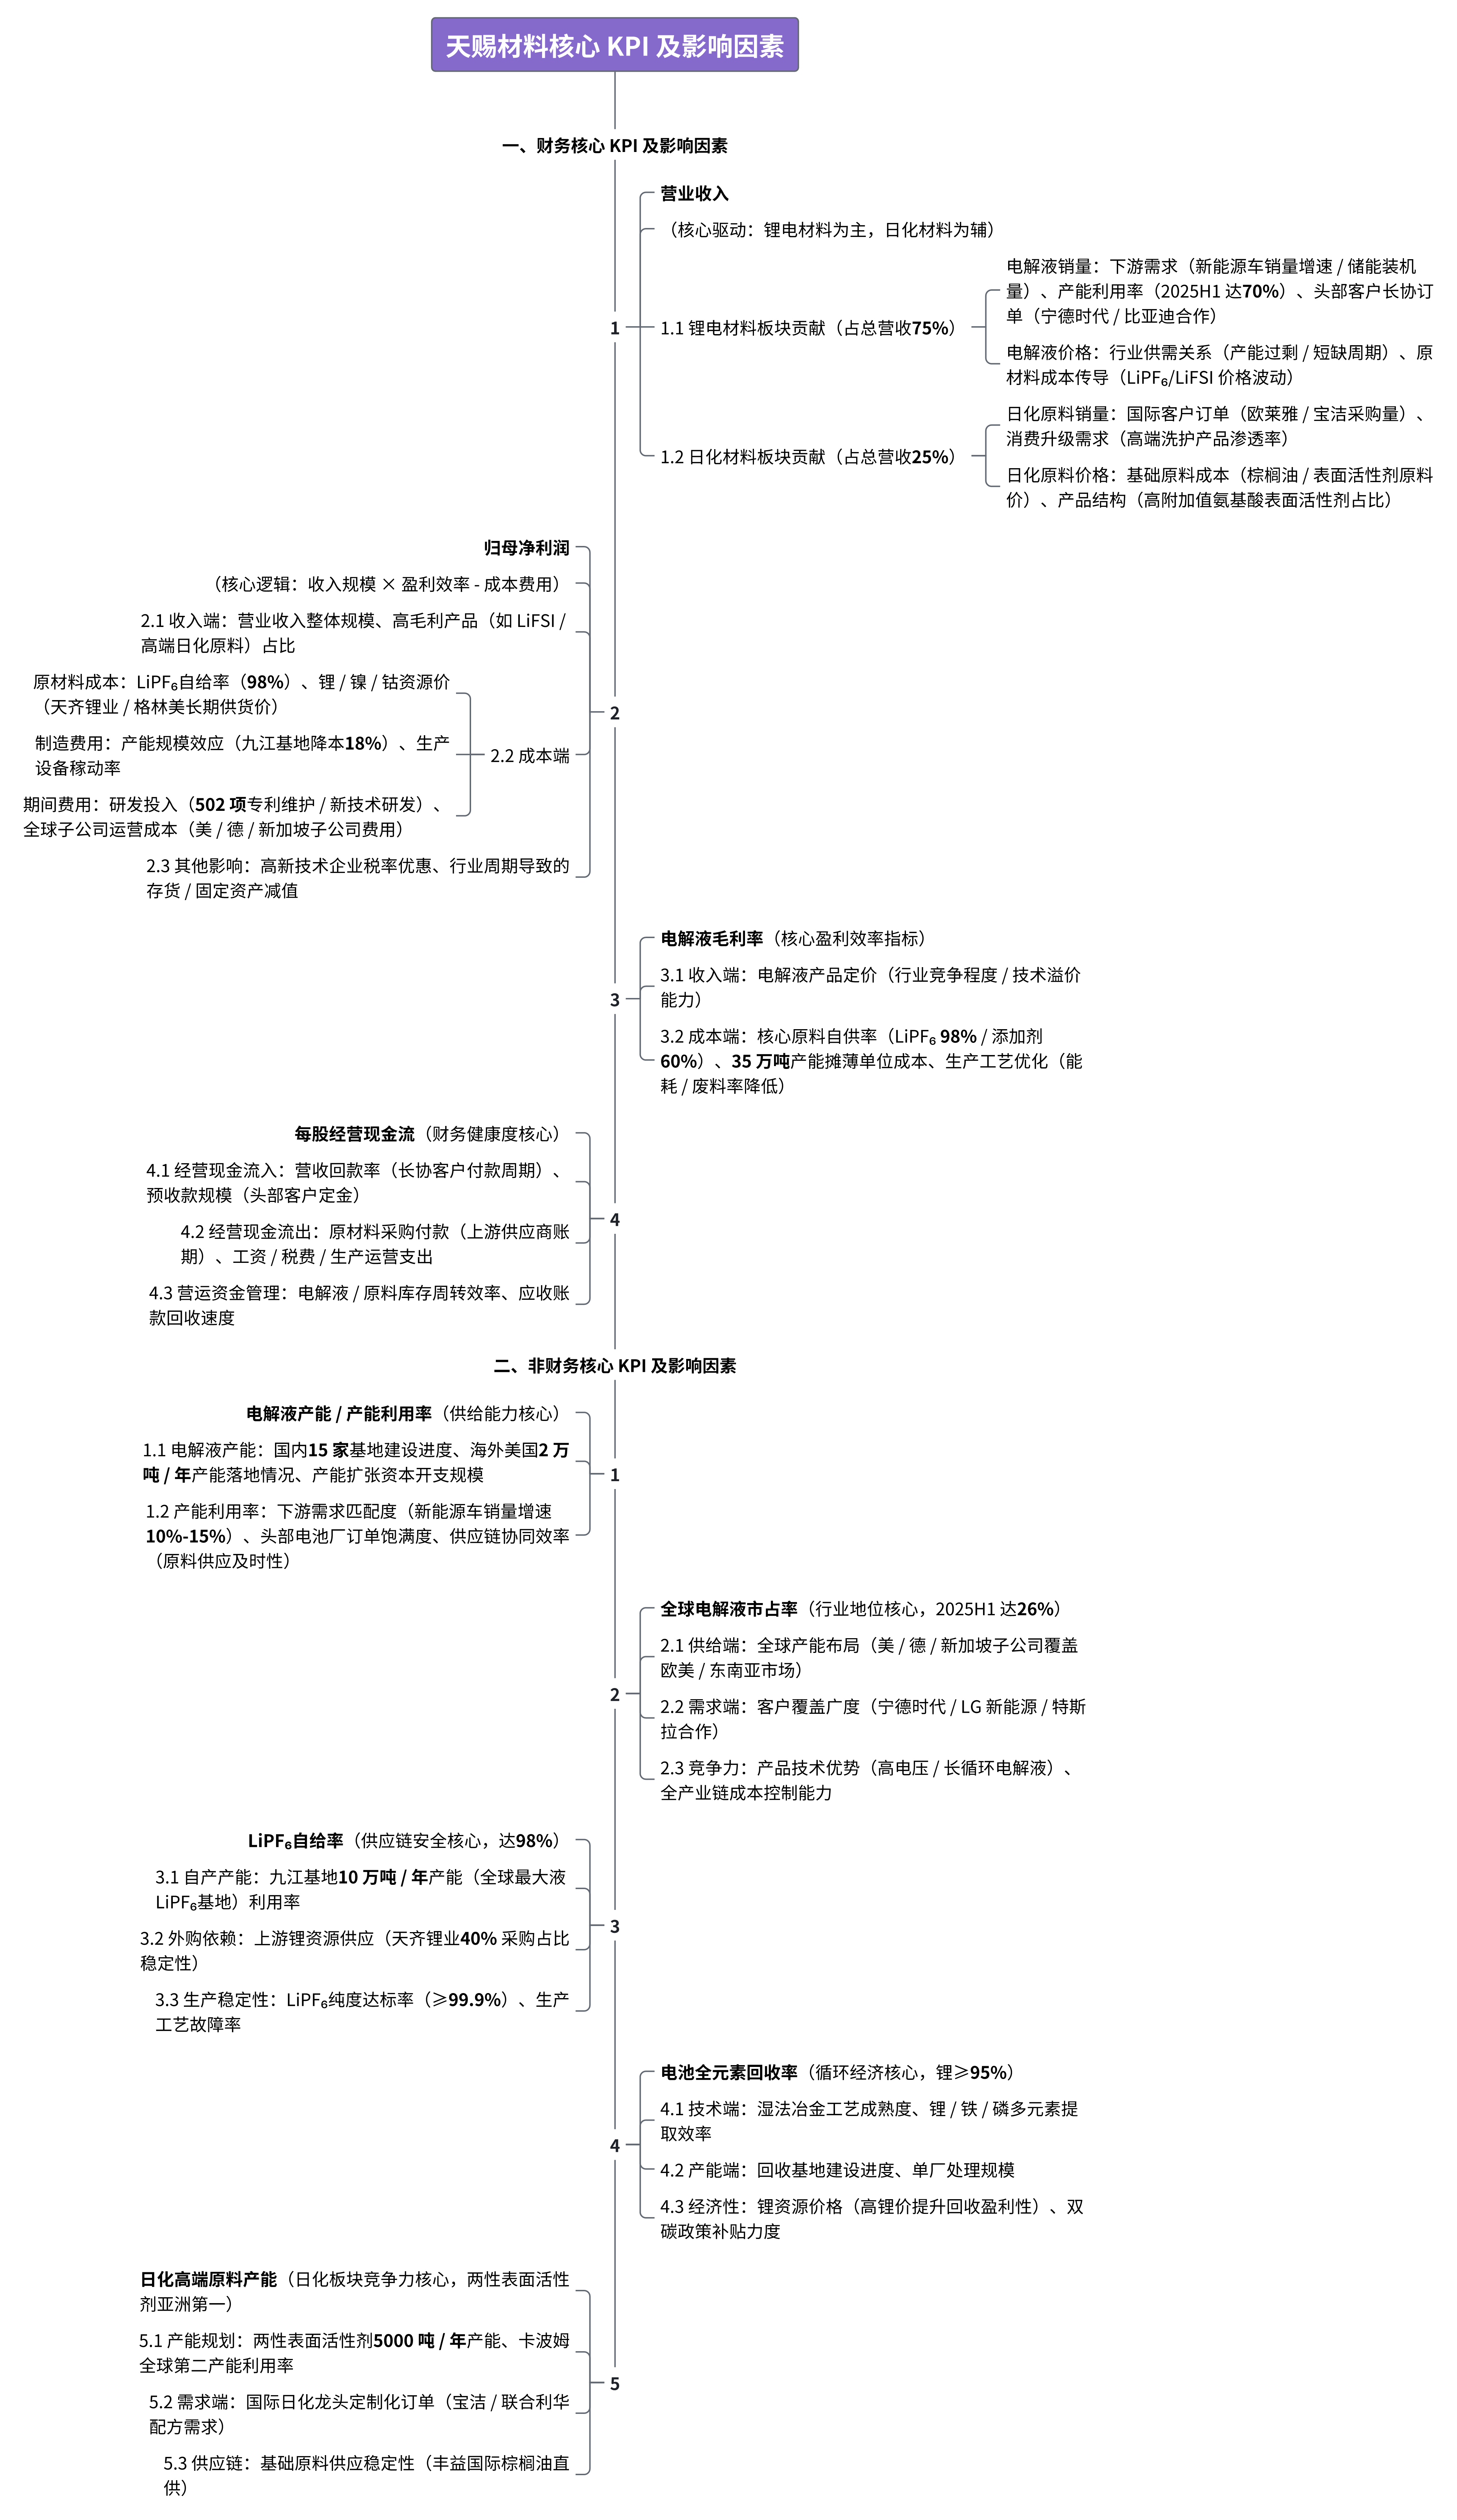 天赐材料核心 KPI 及影响因素
一、财务核心 KPI 及影响因素
1
营业收入
（核心驱动：锂电材料为主，日化材料为辅）
1.1 锂电材料板块贡献（占总营收75%）
电解液销量：下游需求（新能源车销量增速 / 储能装机
量）、产能利用率（2025H1 达70%）、头部客户长协订
单（宁德时代 / 比亚迪合作）
电解液价格：行业供需关系（产能过剩 / 短缺周期）、原
材料成本传导（LiPF₆/LiFSI 价格波动）
1.2 日化材料板块贡献（占总营收25%）
日化原料销量：国际客户订单（欧莱雅 / 宝洁采购量）、
消费升级需求（高端洗护产品渗透率）
日化原料价格：基础原料成本（棕榈油 / 表面活性剂原料
价）、产品结构（高附加值氨基酸表面活性剂占比）
2
归母净利润
（核心逻辑：收入规模 × 盈利效率 - 成本费用）
2.1 收入端：营业收入整体规模、高毛利产品（如 LiFSI /
高端日化原料）占比
2.2 成本端
原材料成本：LiPF₆自给率（98%）、锂 / 镍 / 钴资源价
（天齐锂业 / 格林美长期供货价）
制造费用：产能规模效应（九江基地降本18%）、生产
设备稼动率
期间费用：研发投入（502 项专利维护 / 新技术研发）、
全球子公司运营成本（美 / 德 / 新加坡子公司费用）
2.3 其他影响：高新技术企业税率优惠、行业周期导致的
存货 / 固定资产减值
3
电解液毛利率（核心盈利效率指标）
3.1 收入端：电解液产品定价（行业竞争程度 / 技术溢价
能力）
3.2 成本端：核心原料自供率（LiPF₆ 98% / 添加剂
60%）、35 万吨产能摊薄单位成本、生产工艺优化（能
耗 / 废料率降低）
4
每股经营现金流（财务健康度核心）
4.1 经营现金流入：营收回款率（长协客户付款周期）、
预收款规模（头部客户定金）
4.2 经营现金流出：原材料采购付款（上游供应商账
期）、工资 / 税费 / 生产运营支出
4.3 营运资金管理：电解液 / 原料库存周转效率、应收账
款回收速度
二、非财务核心 KPI 及影响因素
1
电解液产能 / 产能利用率（供给能力核心）
1.1 电解液产能：国内15 家基地建设进度、海外美国2 万
吨 / 年产能落地情况、产能扩张资本开支规模
1.2 产能利用率：下游需求匹配度（新能源车销量增速
10%-15%）、头部电池厂订单饱满度、供应链协同效率
（原料供应及时性）
2
全球电解液市占率（行业地位核心，2025H1 达26%）
2.1 供给端：全球产能布局（美 / 德 / 新加坡子公司覆盖
欧美 / 东南亚市场）
2.2 需求端：客户覆盖广度（宁德时代 / LG 新能源 / 特斯
拉合作）
2.3 竞争力：产品技术优势（高电压 / 长循环电解液）、
全产业链成本控制能力
3
LiPF₆自给率（供应链安全核心，达98%）
3.1 自产产能：九江基地10 万吨 / 年产能（全球最大液
LiPF₆基地）利用率
3.2 外购依赖：上游锂资源供应（天齐锂业40% 采购占比
稳定性）
3.3 生产稳定性：LiPF₆纯度达标率（≥99.9%）、生产
工艺故障率
4
电池全元素回收率（循环经济核心，锂≥95%）
4.1 技术端：湿法冶金工艺成熟度、锂 / 铁 / 磷多元素提
取效率
4.2 产能端：回收基地建设进度、单厂处理规模
4.3 经济性：锂资源价格（高锂价提升回收盈利性）、双
碳政策补贴力度
5
日化高端原料产能（日化板块竞争力核心，两性表面活性
剂亚洲第一）
5.1 产能规划：两性表面活性剂5000 吨 / 年产能、卡波姆
全球第二产能利用率
5.2 需求端：国际日化龙头定制化订单（宝洁 / 联合利华
配方需求）
5.3 供应链：基础原料供应稳定性（丰益国际棕榈油直
供）